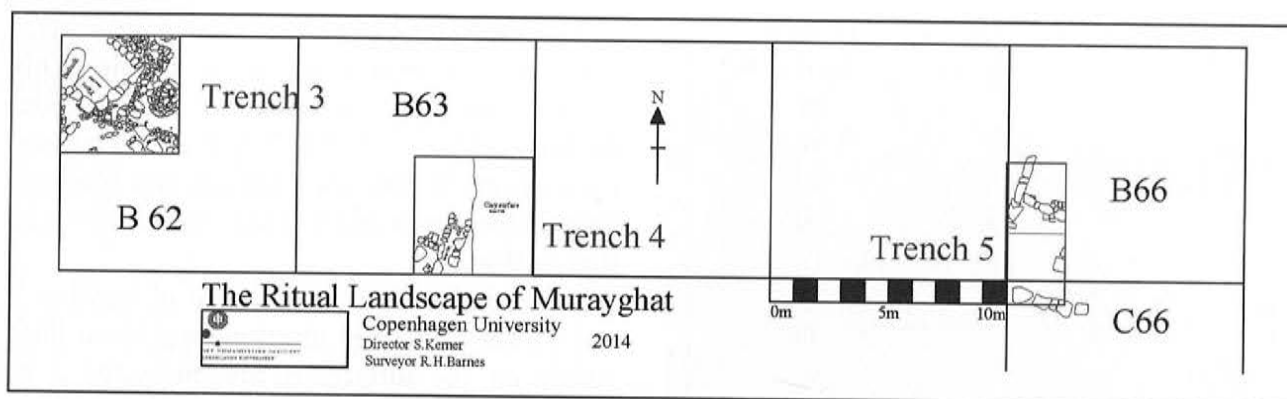 Trench 3
B63
N
B 62
Trench 4
Trench 5
B66
C66
0m
5m
10m
The Ritual Landscape of Murayghat
Copenhagen University
Director S.Kerner
2014
Surveyor R.H.Barnes